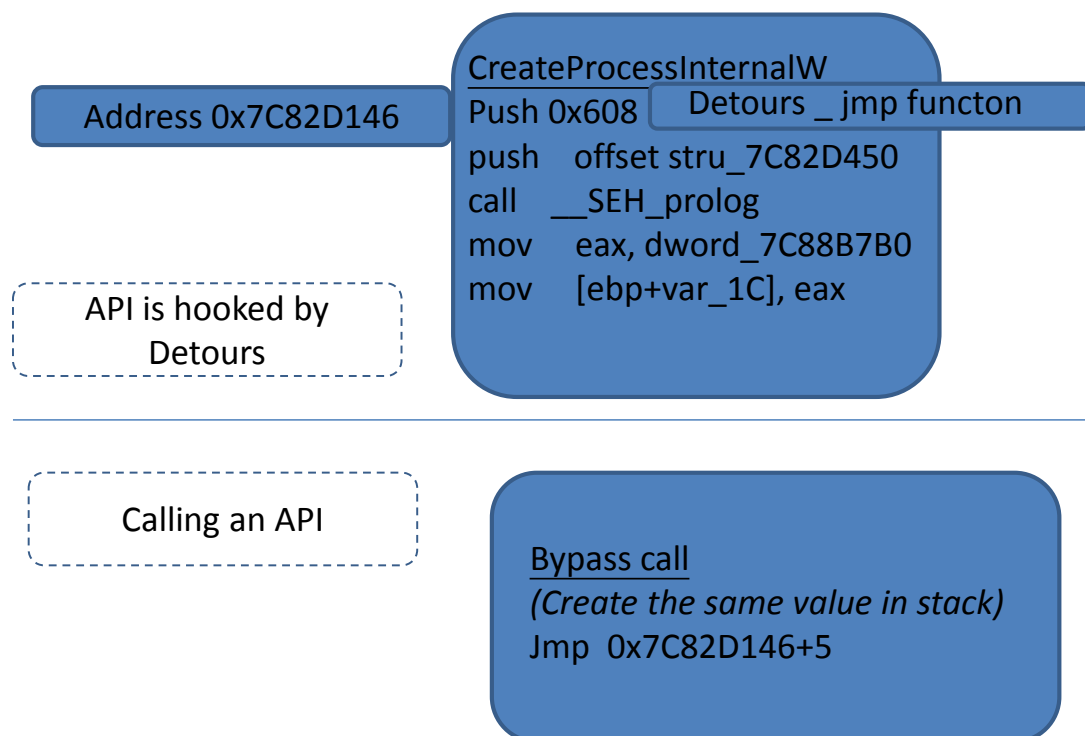 CreateProcessInternalW
Address 0x7C82D146
Push 0x608
Detours _ jmp functon
push offset stru_7C82D450
call __SEH_prolog
mov eax, dword_7C88B7B0
mov [ebp+var_1C], eax
API is hooked by
Detours
Calling an API
Bypass call
(Create the same value in stack)
Jmp 0x7C82D146+5